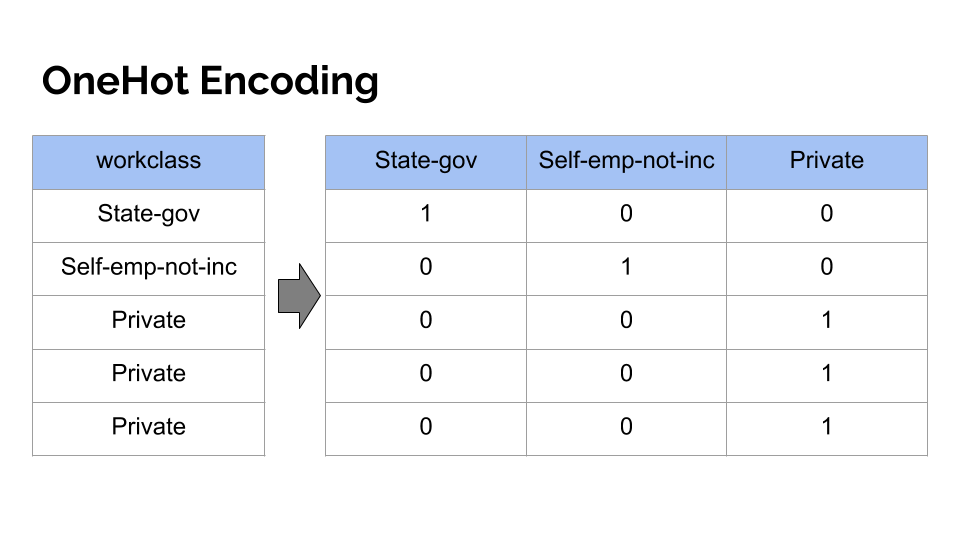 OneHot Encoding
workclass
State-gov
Self-emp-not-inc
Private
Private
Private
State-gov Self-emp-not-inc Private
1 0 0
0 1 0
0 0 1
0 0 1
0 0 1